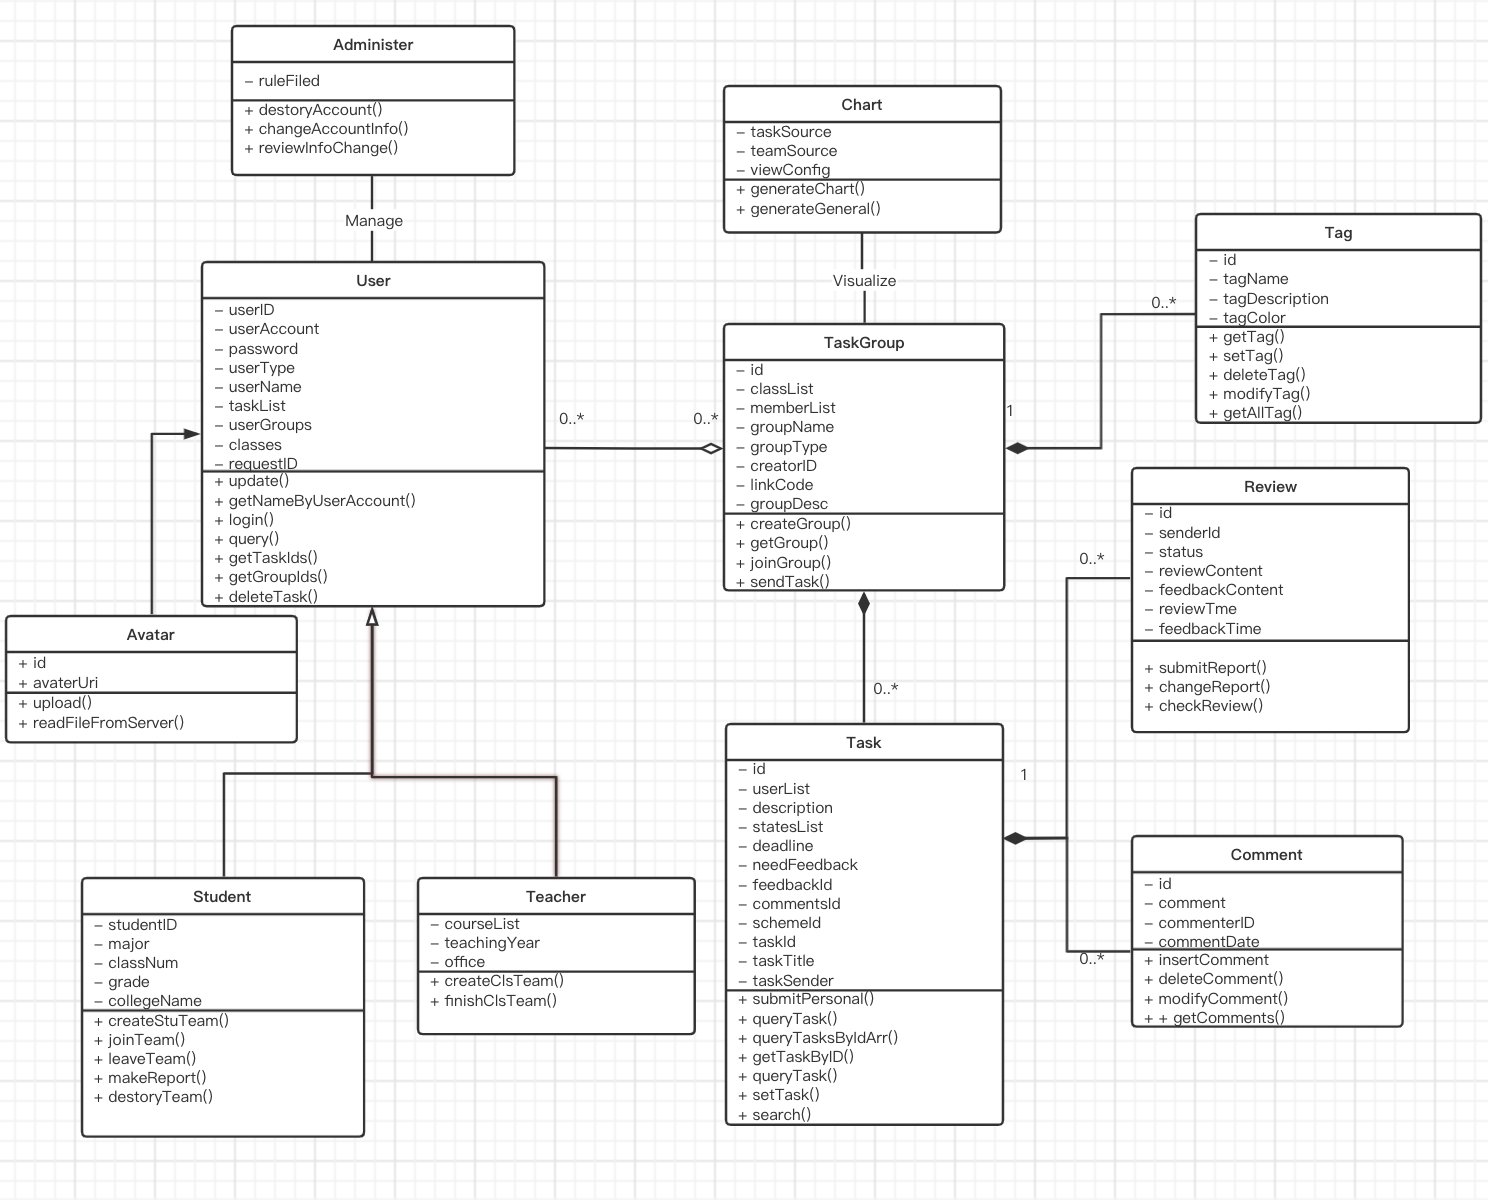 Administer
– ruleFiled
+ destoryAccount()
+ changeAccountInfo()
+ reviewInfoChange()
Manage
User
– userID
– userAccount
– password
– userType
– userName
– taskList
– userGroups
– classes
– requestID
+ update()
+ getNameByUserAccount()
+ login()
+ query()
+ getTaskIds()
+ getGroupIds()
+ deleteTask()
Avatar
+ id
+ avaterUri
+ upload()
+ readFileFromServer()
Student
– studentID
– major
– classNum
– grade
– collegeName
+ createStuTeam()
+ joinTeam()
+ leaveTeam()
+ makeReport()
+ destoryTeam()
Teacher
– courseList
– teachingYear
– office
+ createClsTeam()
+ finishClsTeam()
Chart
– taskSource
– teamSource
– viewConfig
+ generateChart()
+ generateGeneral()
Visualize
0..*
0..*
TaskGroup
– id
– classList
– memberList
– groupName
– groupType
– creatorID
– linkCode
– groupDesc
+ createGroup()
+ getGroup()
+ joinGroup()
+ sendTask()
1
0..*
0..*
Task
– id
– userList
– description
– statesList
– deadline
– needFeedback
– feedbackId
– commentsId
– schemeId
– taskId
– taskTitle
– taskSender
+ submitPersonal()
+ queryTask()
+ queryTasksByIdArr()
+ getTaskByID()
+ queryTask()
+ setTask()
+ search()
1
0..*
0..*
Tag
– id
– tagName
– tagDescription
– tagColor
+ getTag()
+ setTag()
+ deleteTag()
+ modifyTag()
+ getAllTag()
Review
– id
– senderId
– status
– reviewContent
– feedbackContent
– reviewTme
– feedbackTime
+ submitReport()
+ changeReport()
+ checkReview()
Comment
– id
– comment
– commenterID
– commentDate
+ insertComment
+ deleteComment()
+ modifyComment()
+ + getComments()